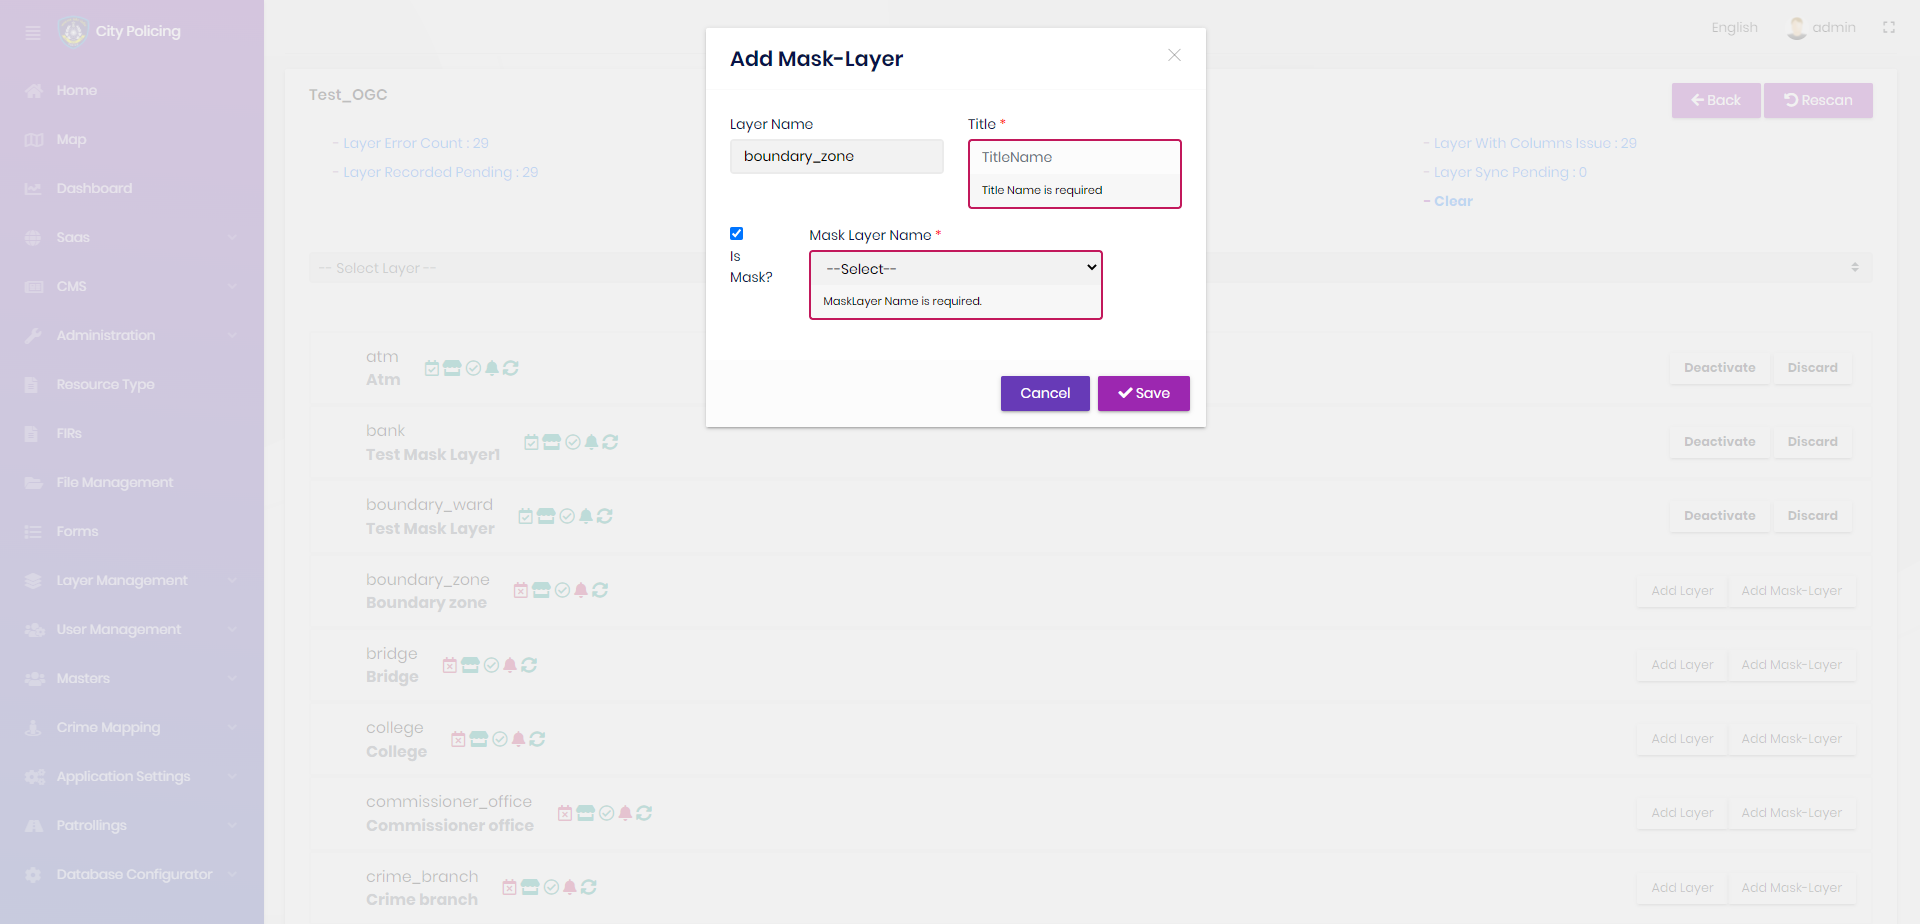 City Policing
English
admin
Home
Map
Dashboard
Saas
CMS
Administration
Resource Type
FIRs
File Management
Forms
Layer Management
User Management
Masters
Crime Mapping
Application Settings
Patrollings
Database Configurator
Test_OGC
Back
Rescan
- Layer Error Count : 29
- Layer Recorded Pending : 29
- Layer With Columns Issue : 29
- Layer Sync Pending : 0
- Clear
-- Select Layer --
Add Mask-Layer
Layer Name
boundary_zone
Title *
TitleName
Title Name is required
Is
Mask?
Mask Layer Name *
--Select--
MaskLayer Name is required.
Cancel
Save
atm
Atm
Deactivate
Discard
bank
Test Mask Layer1
Deactivate
Discard
boundary_ward
Test Mask Layer
Deactivate
Discard
boundary_zone
Boundary zone
Add Layer
Add Mask-Layer
bridge
Bridge
Add Layer
Add Mask-Layer
college
College
Add Layer
Add Mask-Layer
commissioner_office
Commissioner office
Add Layer
Add Mask-Layer
crime_branch
Crime branch
Add Layer
Add Mask-Layer